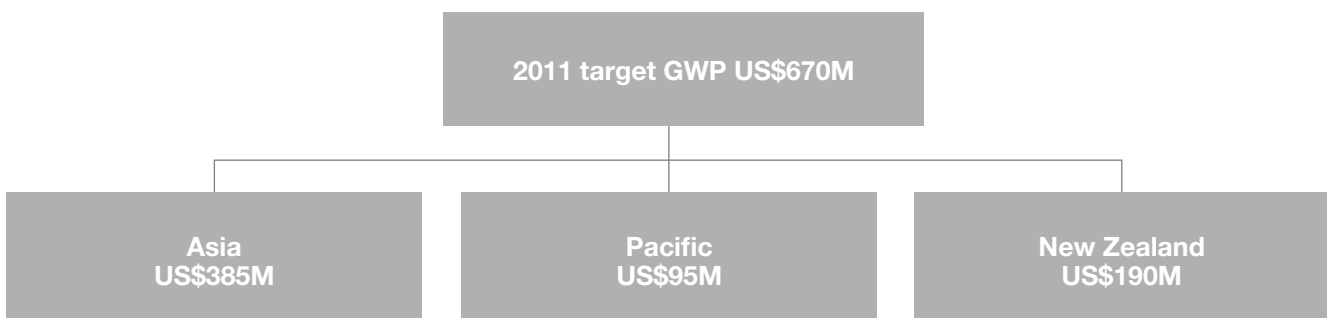 2011 target GWP US$670M
Asia
US$385M
Pacific
US$95M
New Zealand
US$190M